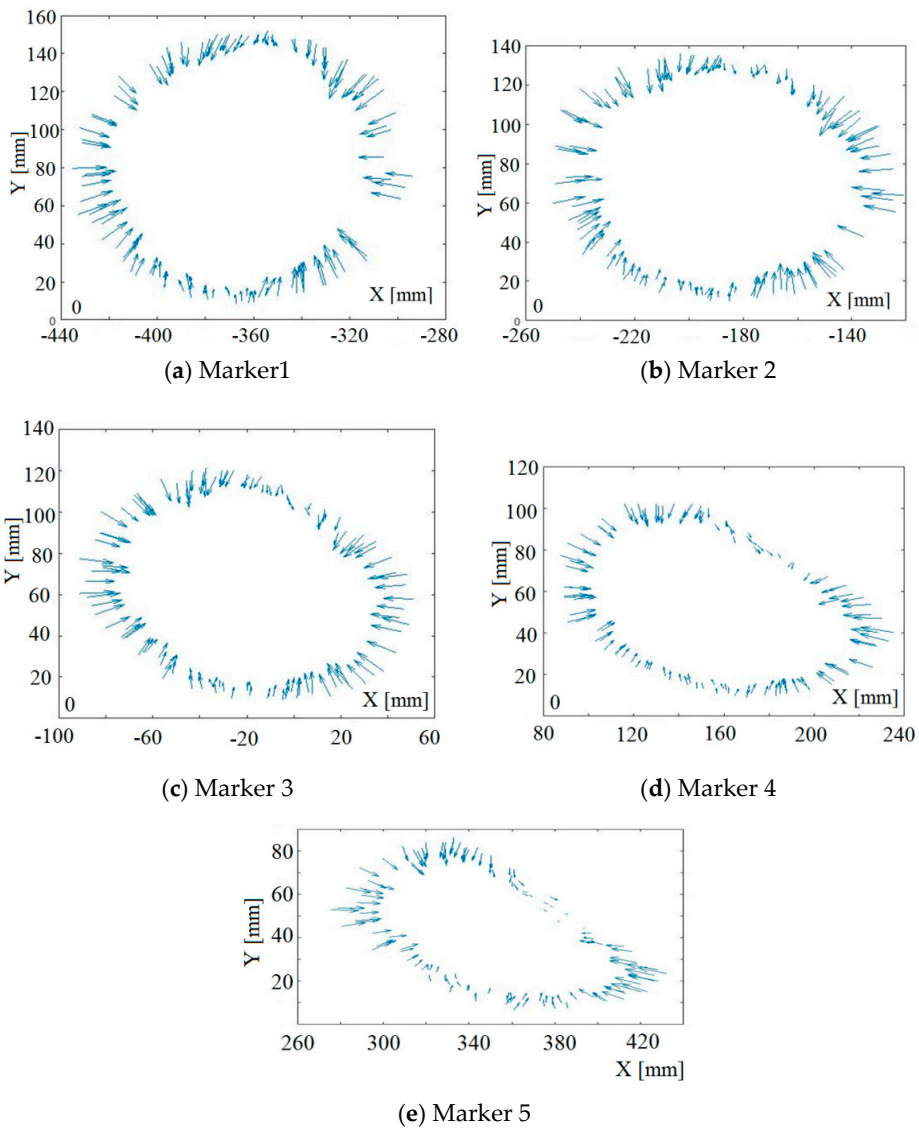 160
140
120
100
80
60
40
20
0
0
Y [mm]
X [mm]
-440 -400 -360 -320 -280
(a) Marker1
140
120
100
80
60
40
20
0
0
Y [mm]
X [mm]
-260 -220 -180 -140
(b) Marker 2
140
120
100
80
60
40
20
0
Y [mm]
X [mm]
-100 -60 -20 20 60
(c) Marker 3
120
100
80
60
40
20
0
Y [mm]
X [mm]
80 120 160 200 240
(d) Marker 4
80
60
40
20
Y [mm]
260 300 340 380 420
X [mm]
(e) Marker 5